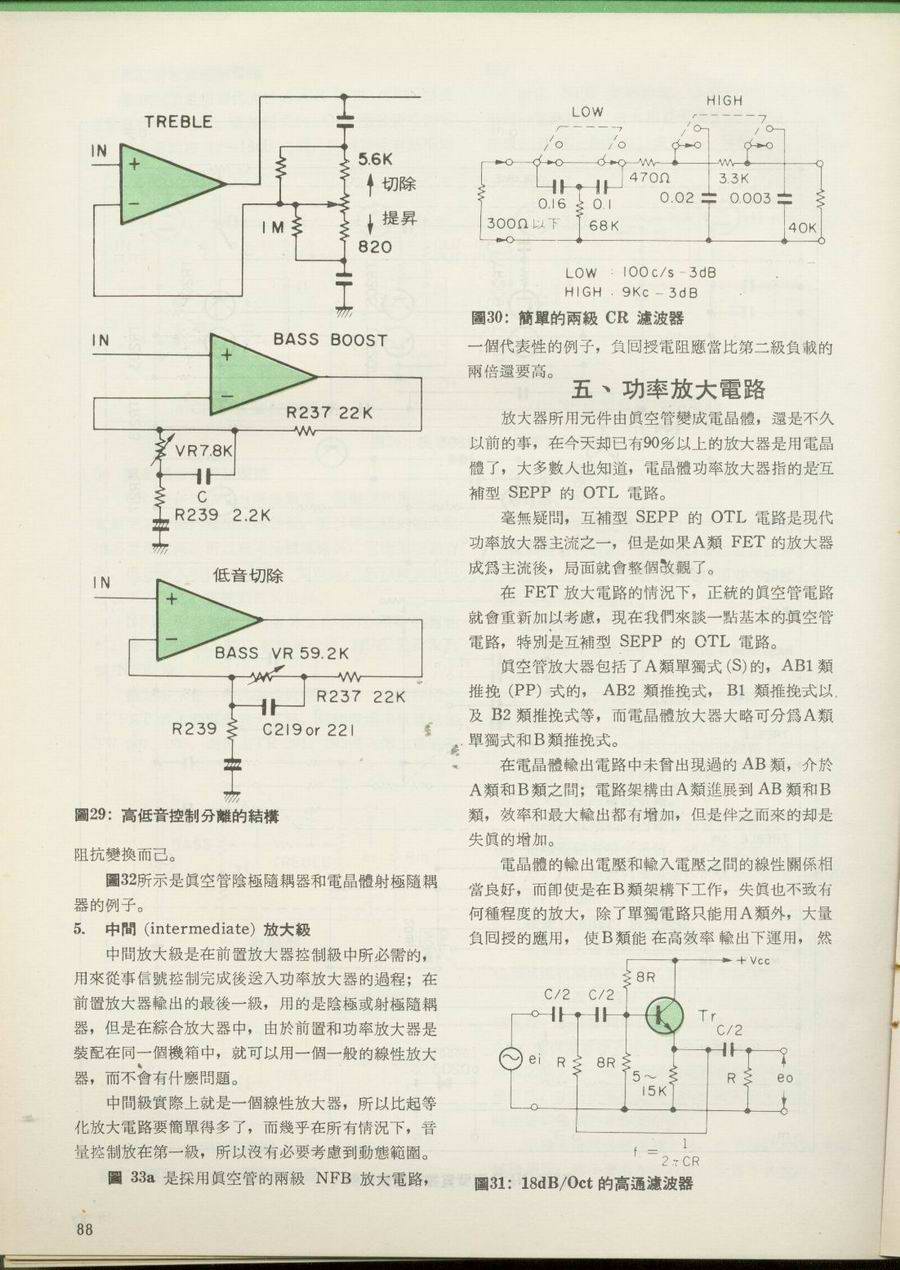 TREBLE
IN
5.6K
切除
提昇
1M
820
IN
BASS BOOST
R237 22K
VR7.8K
C
R239 2.2K
IN
低音切除
BASS VR 59.2K
R237 22K
R239
C219 or 221
圖29：高低音控制分離的結構
阻抗變換而己。
圖32所示是眞空管陰極隨耦器和電晶體射極隨耦
器的例子。
5. 中間 (intermediate) 放大級
中間放大級是在前置放大器控制級中所必需的，
用來從事信號控制完成後送入功率放大器的過程；在
前置放大器輸出的最後一級，用的是陰極或射極隨耦
器，但是在綜合放大器中，由於前置和功率放大器是
裝配在同一個機箱中，就可以用一個一般的線性放大
器，而不會有什麼問題。
中間級實際上就是一個線性放大器，所以比起等
化放大電路要簡單得多了，而幾乎在所有情況下，音
量控制放在第一級，所以沒有必要考慮到動態範圍。
圖 33a 是採用眞空管的兩級 NFB 放大電路，
88
LOW
HIGH
470Ω
3.3K
0.16
0.1
0.02
0.003
300Ω以下
68K
40K
LOW : 100c/s -3dB
HIGH : 9Kc -3dB
圖30：簡單的兩級 CR 濾波器
一個代表性的例子，負回授電阻應當比第二級負載的
兩倍還要高。
五、功率放大電路
放大器所用元件由眞空管變成電晶體，還是不久
以前的事，在今天却已有90%以上的放大器是用電晶
體了，大多數人也知道，電晶體功率放大器指的是互
補型 SEPP 的 OTL 電路。
毫無疑問，互補型 SEPP 的 OTL 電路是現代
功率放大器主流之一，但是如果A類 FET 的放大器
成爲主流後，局面就會整個改觀了。
在 FET 放大電路的情況下，正統的眞空管電路
就會重新加以考慮，現在我們來談一點基本的眞空管
電路，特別是互補型 SEPP 的 OTL 電路。
眞空管放大器包括了A類單獨式(S)的，AB1 類
推挽 (PP) 式的， AB2 類推挽式， B1 類推挽式以
及 B2 類推挽式等，而電晶體放大器大略可分爲A類
單獨式和B類推挽式。
在電晶體輸出電路中未曾出現過的 AB 類，介於
A類和B類之間；電路架構由A類進展到 AB 類和B
類，效率和最大輸出都有增加，但是伴之而來的却是
失眞的增加。
電晶體的輸出電壓和輸入電壓之間的線性關係相
當良好，而卽使是在B類架構下工作，失眞也不致有
何種程度的放大，除了單獨電路只能用A類外，大量
負回授的應用， 使B類能 在高效率 輸出下運用， 然
+Vcc
8R
C/2
C/2
Tr
C/2
ei
R
8R
5～
15K
R
eo
f = 1
2πCR
圖31：18dB/Oct 的高通濾波器